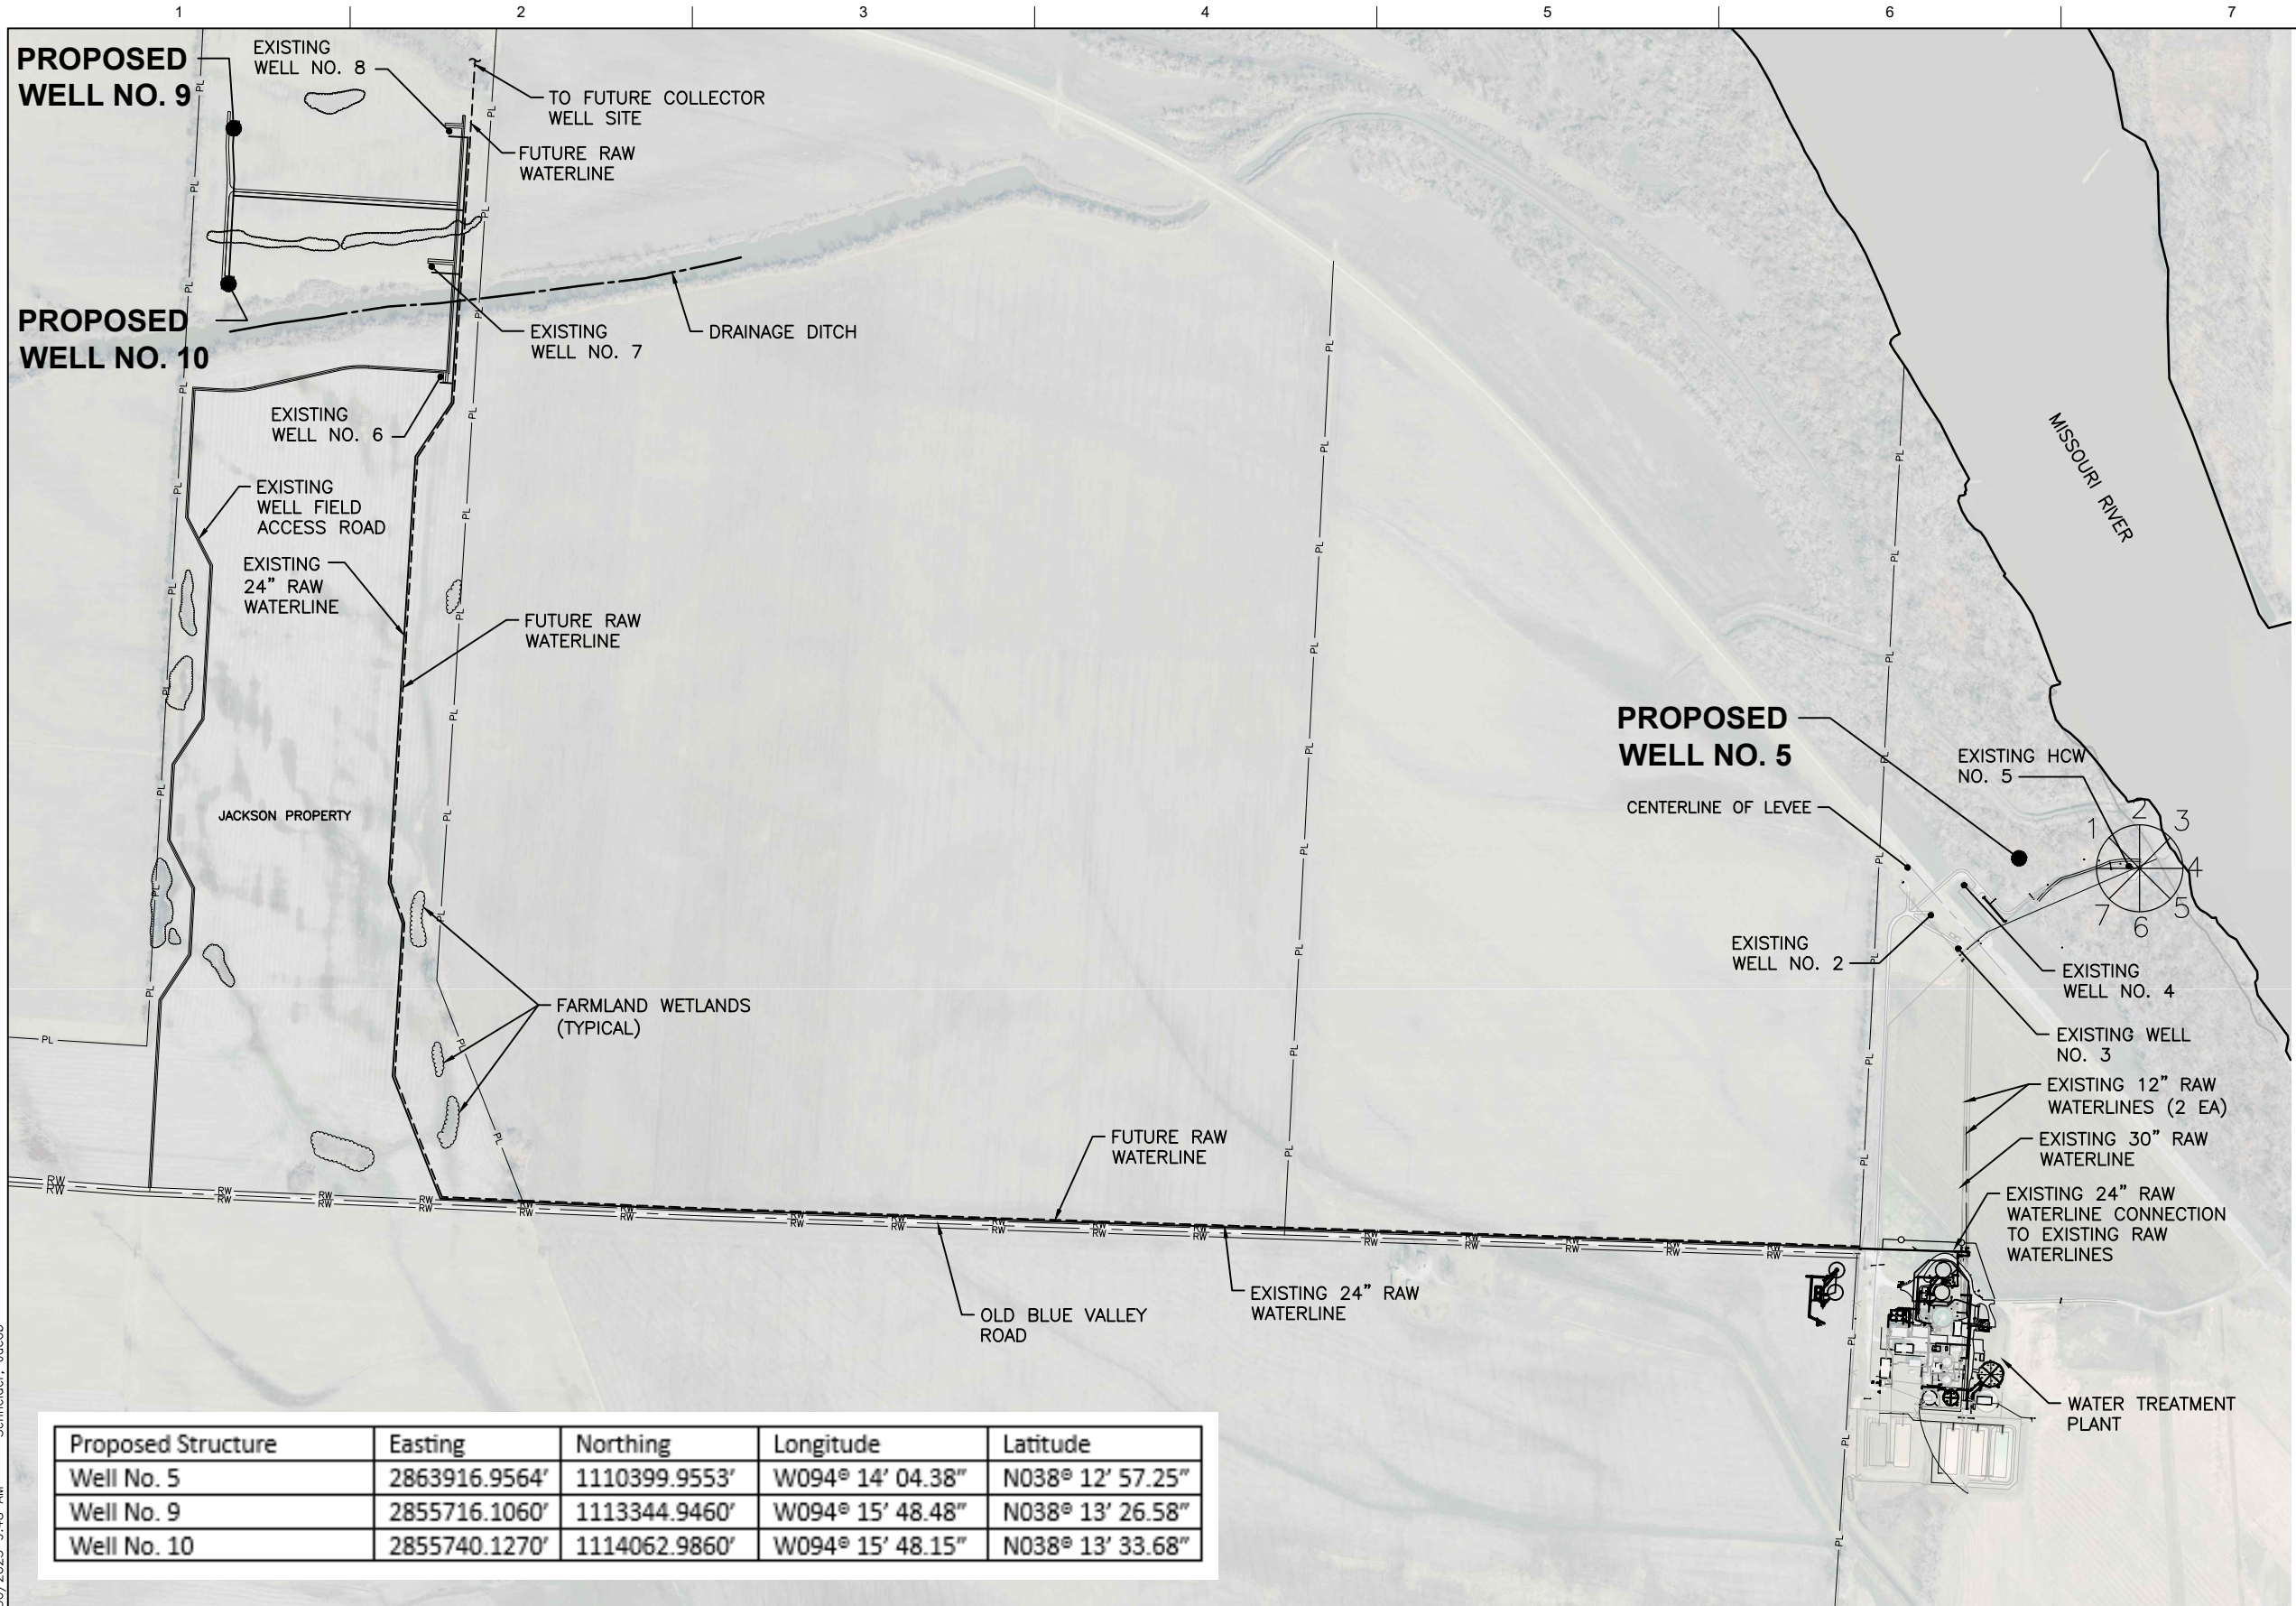 1 2 3 4 5 6 7
PROPOSED
WELL NO. 9
EXISTING
WELL NO. 8
TO FUTURE COLLECTOR
WELL SITE
FUTURE RAW
WATERLINE
PROPOSED
WELL NO. 10
EXISTING
WELL NO. 7
DRAINAGE DITCH
EXISTING
WELL NO. 6
EXISTING
WELL FIELD
ACCESS ROAD
EXISTING
24" RAW
WATERLINE
FUTURE RAW
WATERLINE
MISSOURI RIVER
PROPOSED
WELL NO. 5
EXISTING HCW
NO. 5
CENTERLINE OF LEVEE
JACKSON PROPERTY
1 2 3 4 5 6 7
EXISTING
WELL NO. 2
EXISTING
WELL NO. 4
EXISTING WELL
NO. 3
FARMLAND WETLANDS
(TYPICAL)
EXISTING 12" RAW
WATERLINES (2 EA)
EXISTING 30" RAW
WATERLINE
FUTURE RAW
WATERLINE
EXISTING 24" RAW
WATERLINE CONNECTION
TO EXISTING RAW
WATERLINES
EXISTING 24" RAW
WATERLINE
OLD BLUE VALLEY
ROAD
WATER TREATMENT
PLANT
PL
RW
Proposed Structure Easting Northing Longitude Latitude
Well No. 5 2863916.9564' 1110399.9553' W094° 14' 04.38" N038° 12' 57.25"
Well No. 9 2855716.1060' 1113344.9460' W094° 15' 48.48" N038° 13' 26.58"
Well No. 10 2855740.1270' 1114062.9860' W094° 15' 48.15" N038° 13' 33.68"